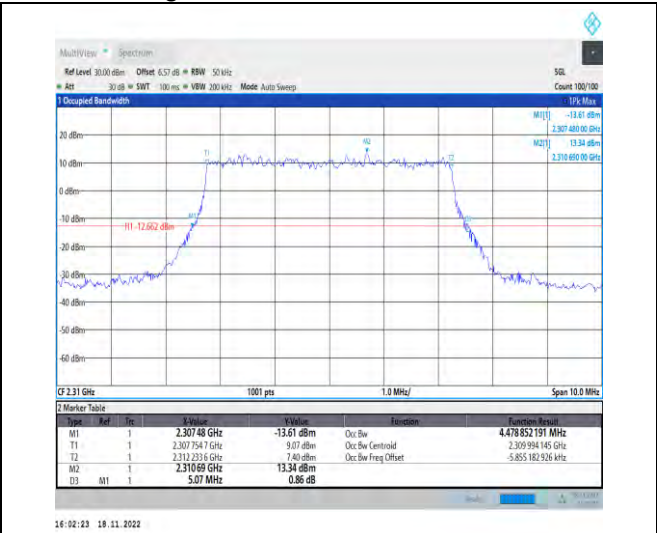 MultiView Spectrum
Ref Level 30.00 dBm Offset 6.57 dB RBW 50 kHz SGL
Att 30 dB SWT 100 ms VBW 200 kHz Mode Auto Sweep Count 100/100
1 Occupied Bandwidth 1Pk Max
M1[1] -13.61 dBm
2.307 480 00 GHz
20 dBm
M2
M2[1] 13.34 dBm
T1
T2
2.310 690 00 GHz
10 dBm
0 dBm
-10 dBm
M1
H1 -12.662 dBm
-20 dBm
-30 dBm
-40 dBm
-50 dBm
-60 dBm
CF 2.31 GHz 1001 pts 1.0 MHz/ Span 10.0 MHz
2 Marker Table
Type Ref Trc X-Value Y-Value Function Function Result
M1 1 2.307 48 GHz -13.61 dBm Occ Bw 4.478 852 191 MHz
T1 1 2.307 754 7 GHz 9.07 dBm Occ Bw Centroid 2.309 994 145 GHz
T2 1 2.312 233 6 GHz 7.40 dBm Occ Bw Freq Offset -5.855 182 926 kHz
M2 1 2.310 69 GHz 13.34 dBm
D3 M1 1 5.07 MHz 0.86 dB
16:02:23 18.11.2022